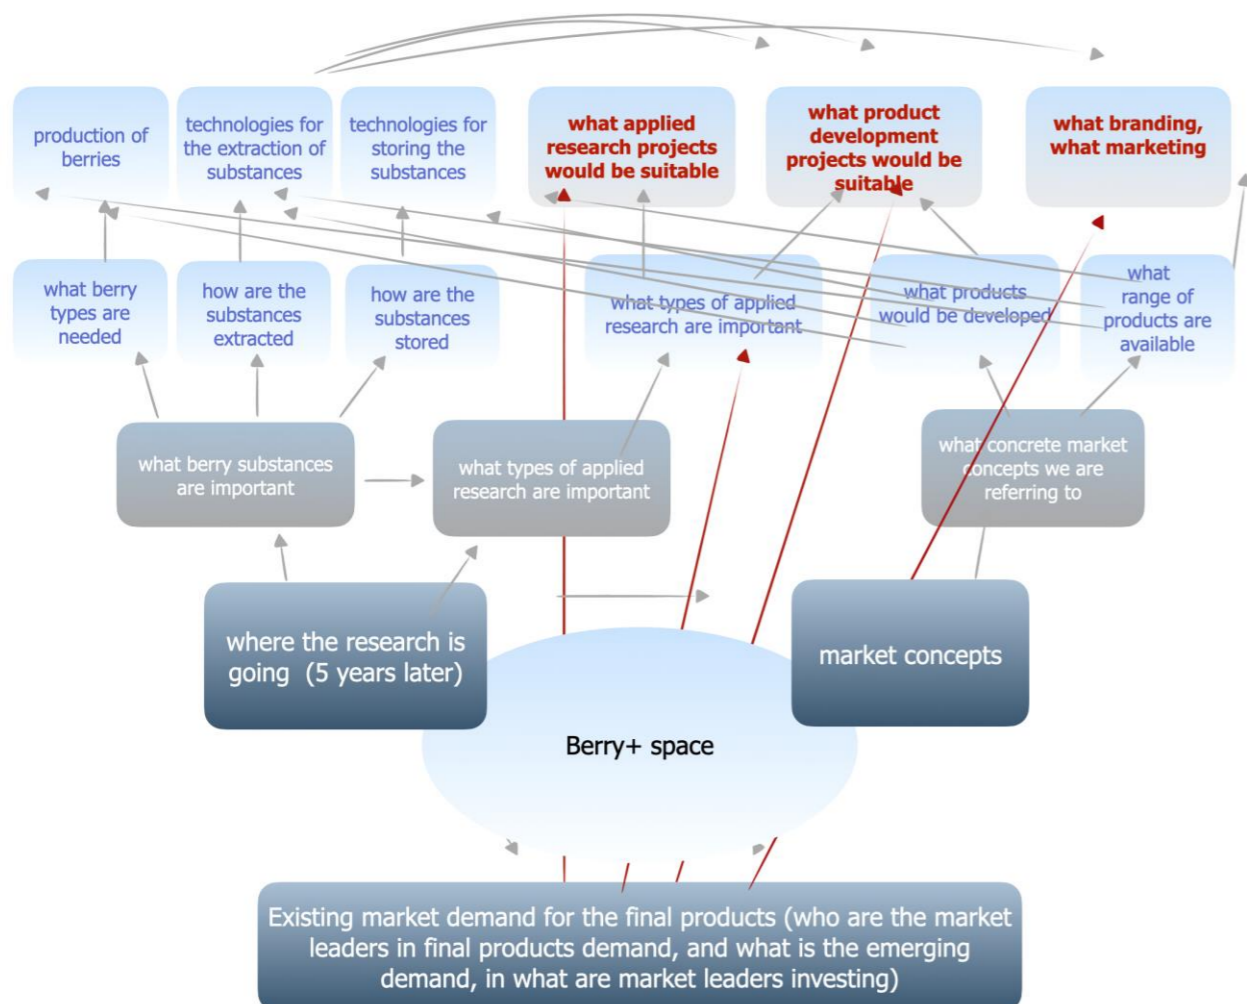 production of
berries
technologies for
the extraction of
substances
technologies for
storing the
substances
what applied
research projects
would be suitable
what product
development
projects would be
suitable
what branding,
what marketing
what berry
types are
needed
how are the
substances
extracted
how are the
substances
stored
what types of applied
research are important
what products
would be developed
what
range of
products are
available
what berry substances
are important
what types of applied
research are important
what concrete market
concepts we are
referring to
where the research is
going (5 years later)
market concepts
Berry+ space
Existing market demand for the final products (who are the market
leaders in final products demand, and what is the emerging
demand, in what are market leaders investing)